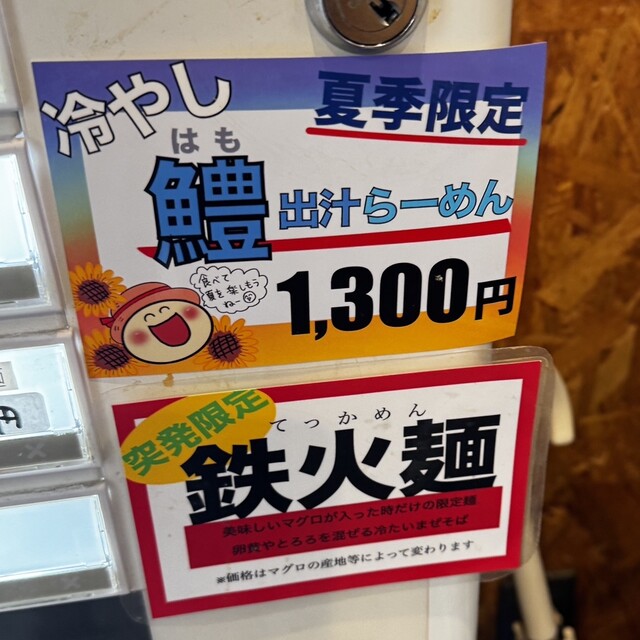 冷やし
夏季限定
はも
鱧 出汁らーめん
食べて
夏を楽しもう
ねー
1,300円
円
突発限定
てっかめん
鉄火麺
美味しいマグロが入った時だけの限定麺
卵黄やとろろを混ぜる冷たいまぜそば
※価格はマグロの産地等によって変わります